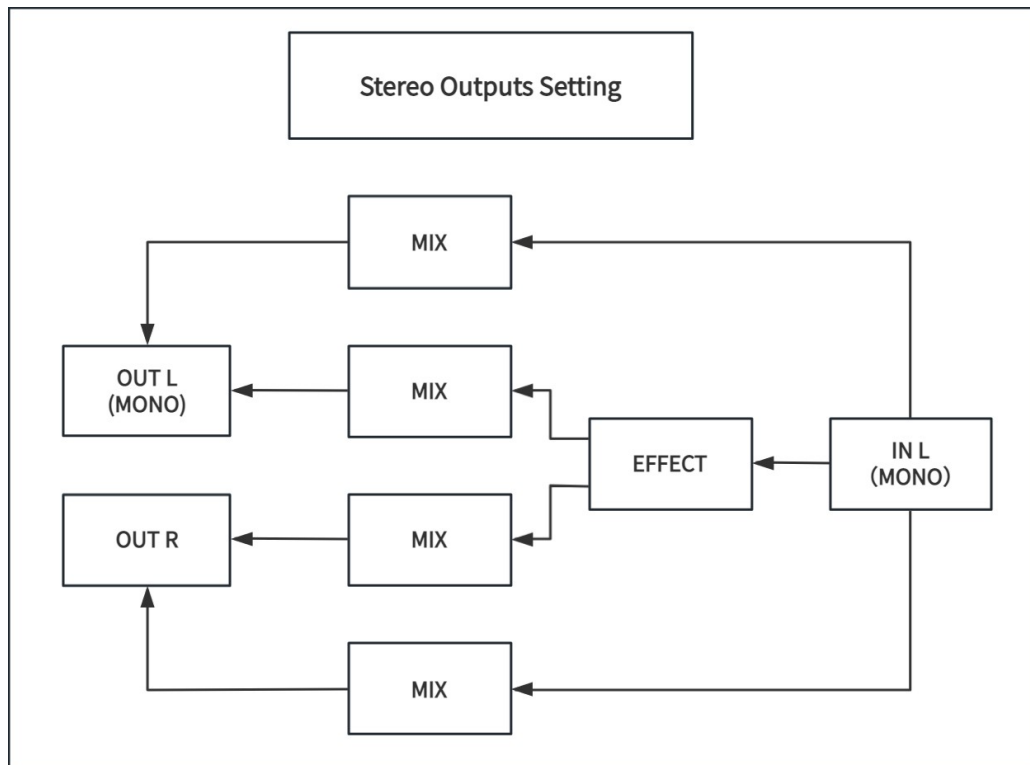 Stereo Outputs Setting
MIX
OUT L
(MONO)
MIX
EFFECT
IN L
（MONO）
OUT R
MIX
MIX